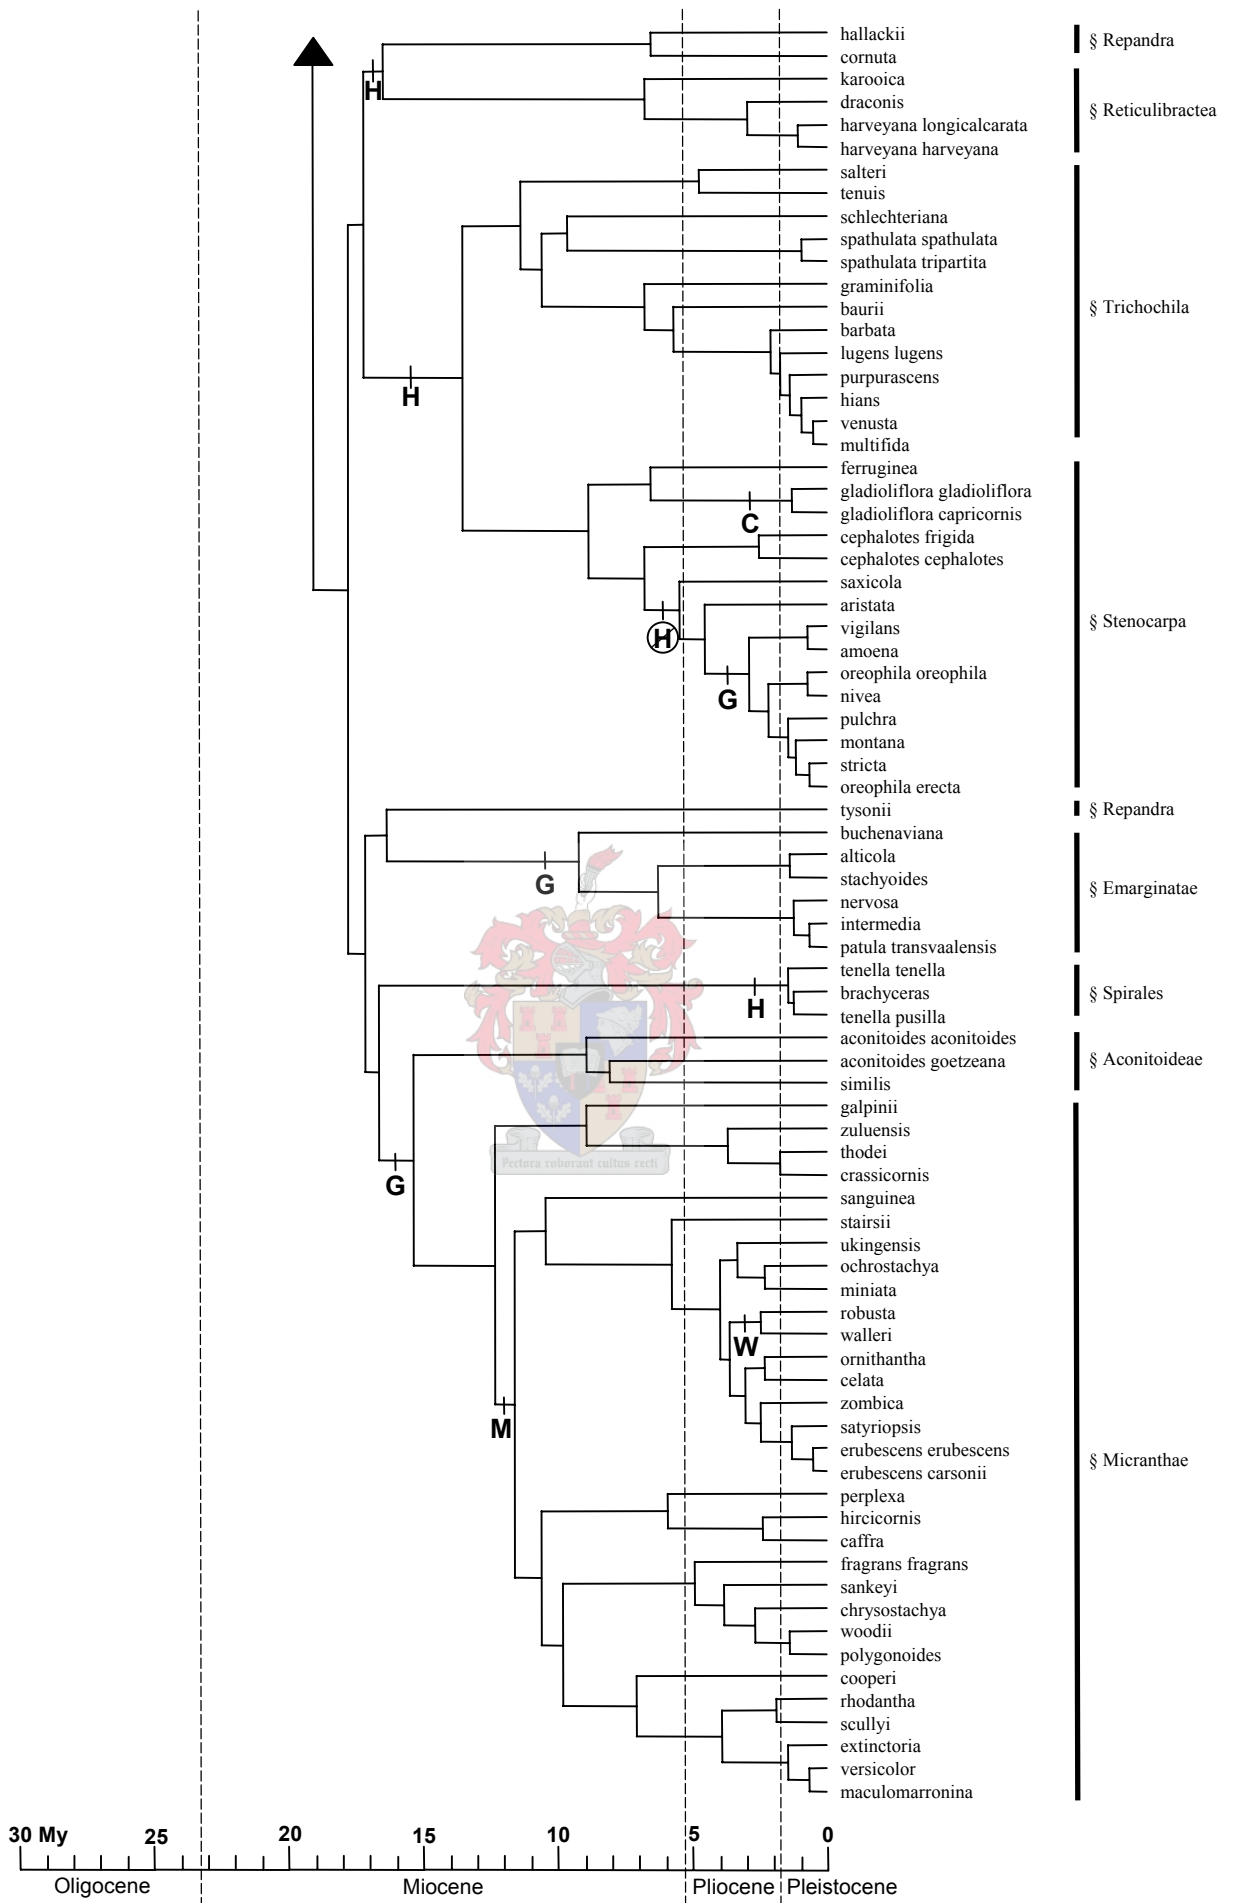 hallackii
§ Repandra
cornuta
H
karooica
draconis
§ Reticulibractea
harveyana longicalcarata
harveyana harveyana
salteri
tenuis
schlechteriana
spathulata spathulata
spathulata tripartita
graminifolia
baurii
§ Trichochila
barbata
lugens lugens
purpurascens
H
hians
venusta
multifida
ferruginea
gladioliflora gladioliflora
gladioliflora capricornis
C
cephalotes frigida
cephalotes cephalotes
saxicola
aristata
§ Stenocarpa
vigilans
H
amoena
oreophila oreophila
nivea
G
pulchra
montana
stricta
oreophila erecta
tysonii
§ Repandra
buchenaviana
alticola
G
stachyoides
§ Emarginatae
nervosa
intermedia
patula transvaalensis
tenella tenella
brachyceras
§ Spirales
H
tenella pusilla
aconitoides aconitoides
aconitoides goetzeana
§ Aconitoideae
similis
galpinii
zuluensis
thodei
Pectora roborant cultus recti
crassicornis
G
sanguinea
stairsii
ukingensis
ochrostachya
miniata
robusta
walleri
W
ornithantha
celata
zombica
M
satyriopsis
erubescens erubescens
§ Micranthae
erubescens carsonii
perplexa
hircicornis
caffra
fragrans fragrans
sankeyi
chrysostachya
woodii
polygonoides
cooperi
rhodantha
scullyi
extinctoria
versicolor
maculomarronina
30 My 25 20 15 10 5 0
Oligocene Miocene Pliocene Pleistocene